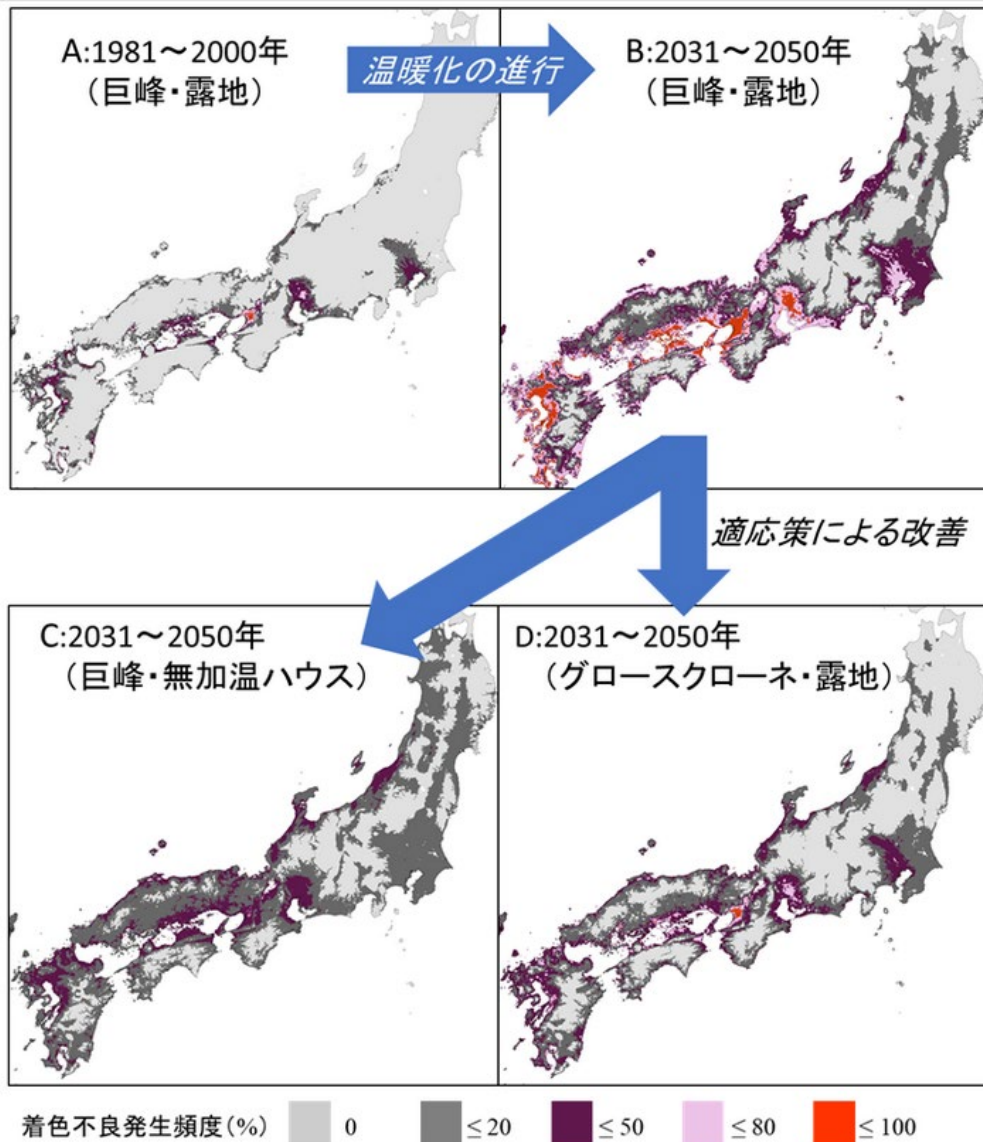 A:1981～2000年
(巨峰・露地)
温暖化の進行
B:2031～2050年
(巨峰・露地)
適応策による改善
C:2031～2050年
(巨峰・無加温ハウス)
D:2031～2050年
(グロースクローネ・露地)
着色不良発生頻度(%) 0 ≤20 ≤50 ≤80 ≤100